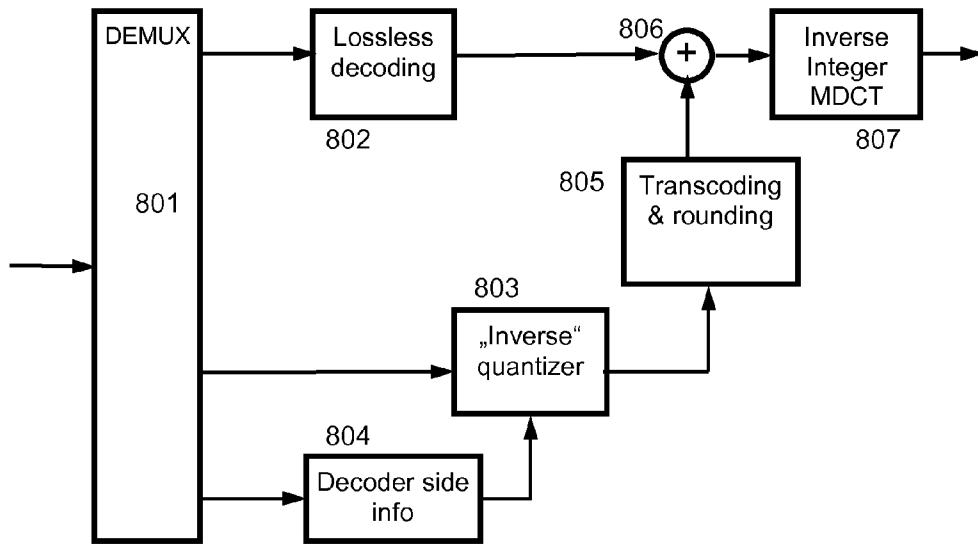 DEMUX
801
Lossless
decoding
802
806
+
Inverse
Integer
MDCT
807
805
Transcoding
& rounding
803
„Inverse“
quantizer
804
Decoder side
info